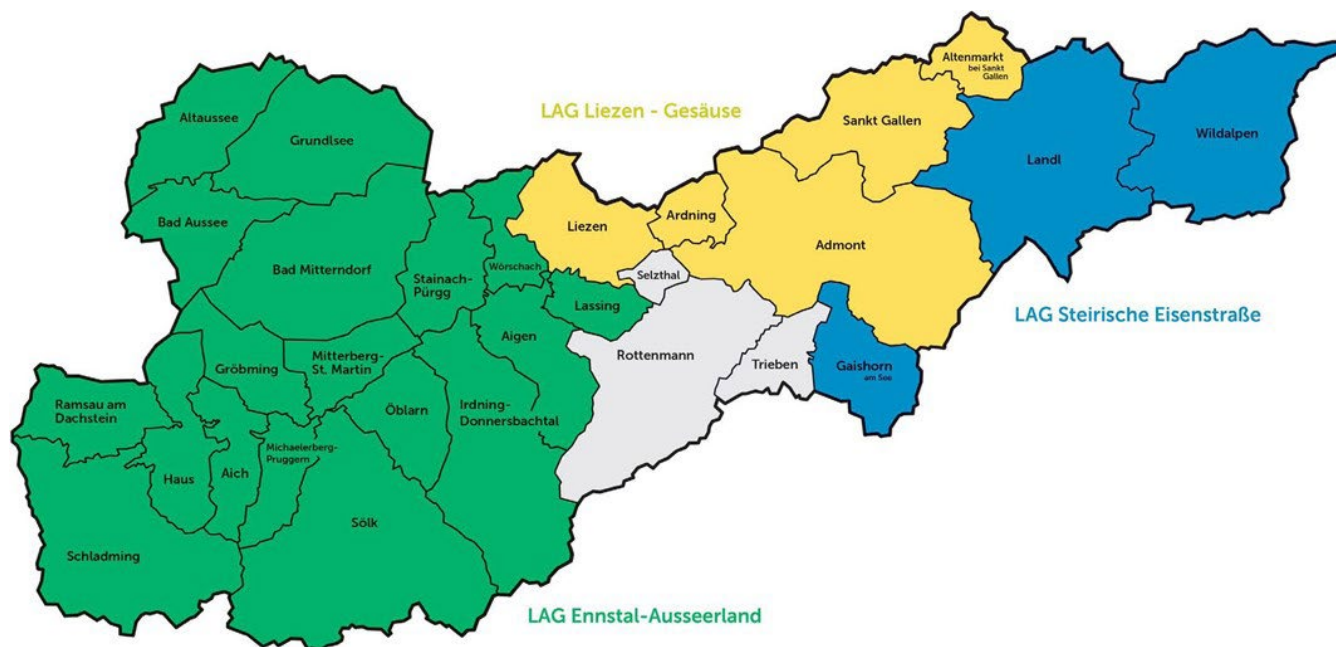 Altenmarkt
bei Sankt
Gallen
LAG Liezen - Gesäuse
Altaussee
Grundlsee
Sankt Gallen
Wildalpen
Landl
Bad Aussee
Liezen
Ardning
Admont
Bad Mitterndorf
Stainach-
Pürgg
Wörschach
Selzthal
Lassing
LAG Steirische Eisenstraße
Aigen
Rottenmann
Trieben
Gaishorn
am See
Gröbming
Mitterberg-
St. Martin
Ramsau am
Dachstein
Öblarn
Irdning-
Donnersbachtal
Michaelerberg-
Pruggern
Haus
Aich
Sölk
Schladming
LAG Ennstal-Ausseerland